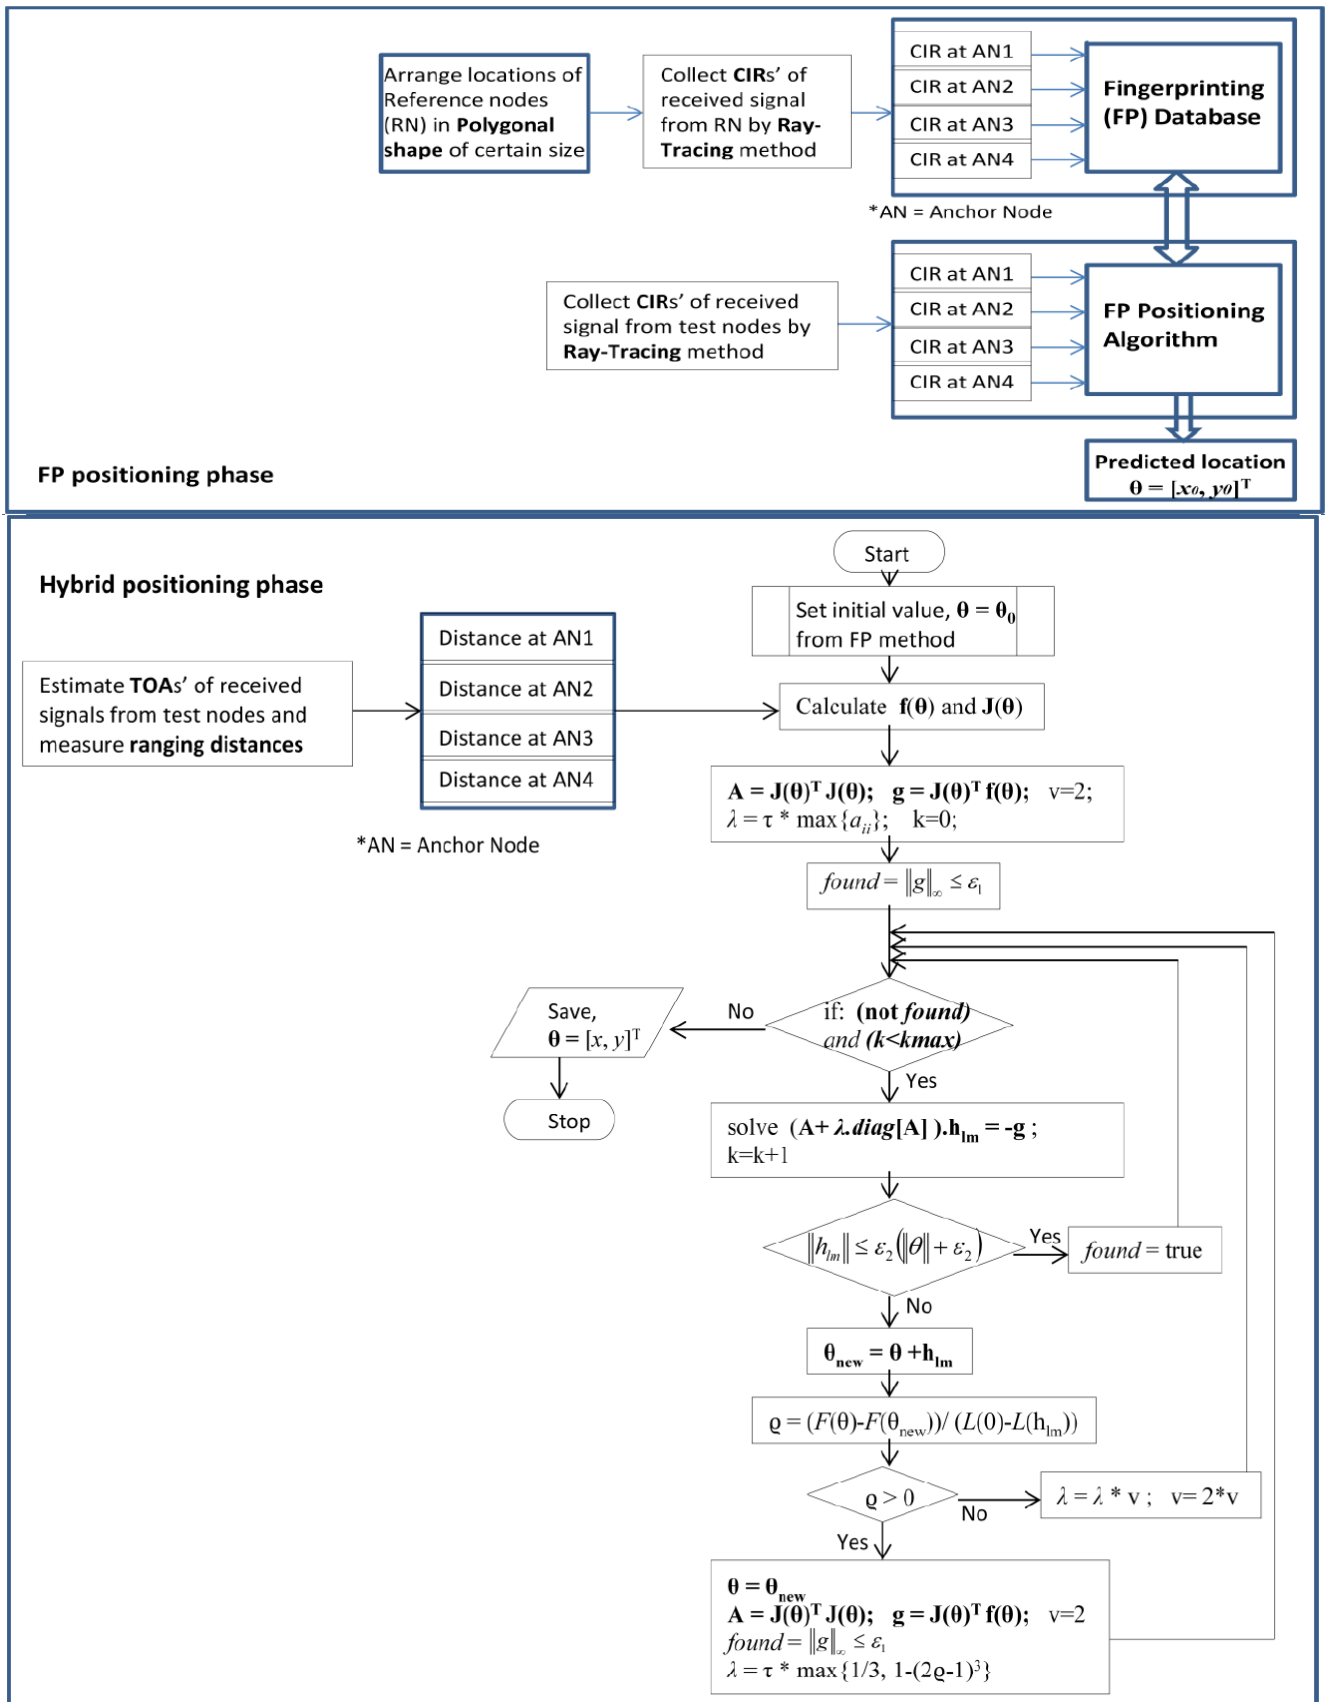 Arrange locations of
Reference nodes
(RN) in Polygonal
shape of certain size
Collect CIRs' of
received signal
from RN by Ray-
Tracing method
CIR at AN1
CIR at AN2
CIR at AN3
CIR at AN4
Fingerprinting
(FP) Database
*AN = Anchor Node
Collect CIRs' of received
signal from test nodes by
Ray-Tracing method
CIR at AN1
CIR at AN2
CIR at AN3
CIR at AN4
FP Positioning
Algorithm
Predicted location
θ = [x₀, y₀]ᵀ
FP positioning phase
Hybrid positioning phase
Start
Set initial value, θ = θ₀
from FP method
Estimate TOAs' of received
signals from test nodes and
measure ranging distances
Distance at AN1
Distance at AN2
Distance at AN3
Distance at AN4
*AN = Anchor Node
Calculate f(θ) and J(θ)
A = J(θ)ᵀ J(θ); g = J(θ)ᵀ f(θ); v=2;
λ = τ * max{aᵢᵢ}; k=0;
found = ‖g‖∞ ≤ ε₁
if: (not found)
and (k<kmax)
No
Save,
θ = [x, y]ᵀ
Stop
Yes
solve (A+ λ.diag[A] ).hₗₘ = -g ;
k=k+1
‖hₗₘ‖ ≤ ε₂(‖θ‖ + ε₂)
Yes
found = true
No
θnew = θ +hₗₘ
ϱ = (F(θ)-F(θnew))/ (L(0)-L(hₗₘ))
ϱ > 0
No
λ = λ * v ; v= 2*v
Yes
θ = θnew
A = J(θ)ᵀ J(θ); g = J(θ)ᵀ f(θ); v=2
found = ‖g‖∞ ≤ ε₁
λ = τ * max{1/3, 1-(2ϱ-1)³}